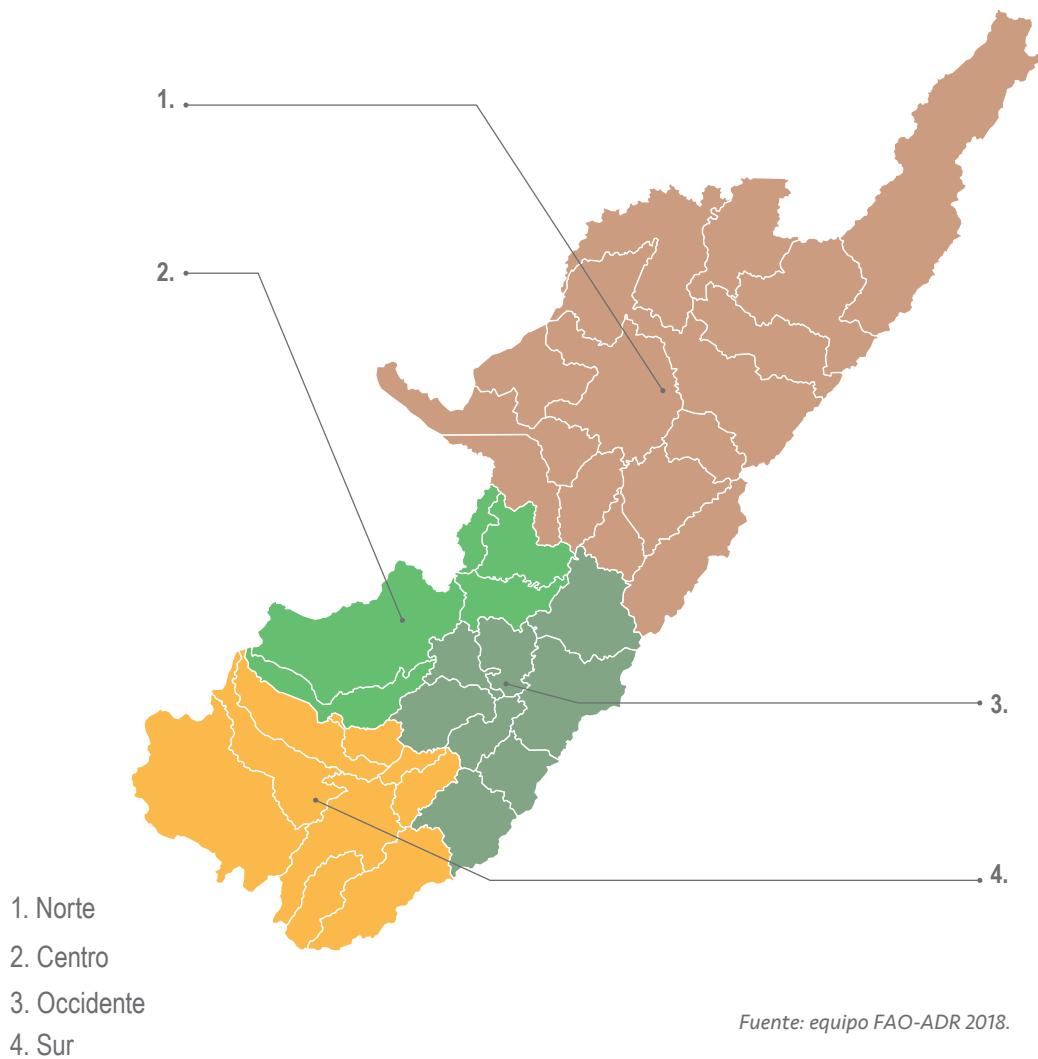 1.
2.
3.
4.
1. Norte
2. Centro
3. Occidente
4. Sur
Fuente: equipo FAO-ADR 2018.